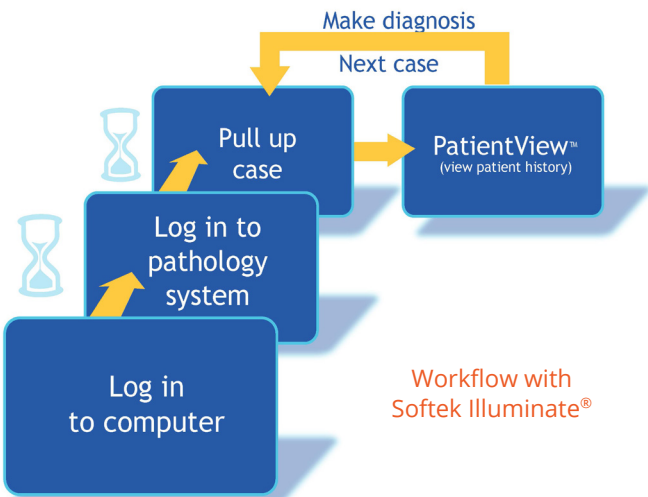 Make diagnosis
Next case
Pull up
case
PatientView™
(view patient history)
Log in to
pathology
system
Log in
to computer
Workflow with
Softek Illuminate®